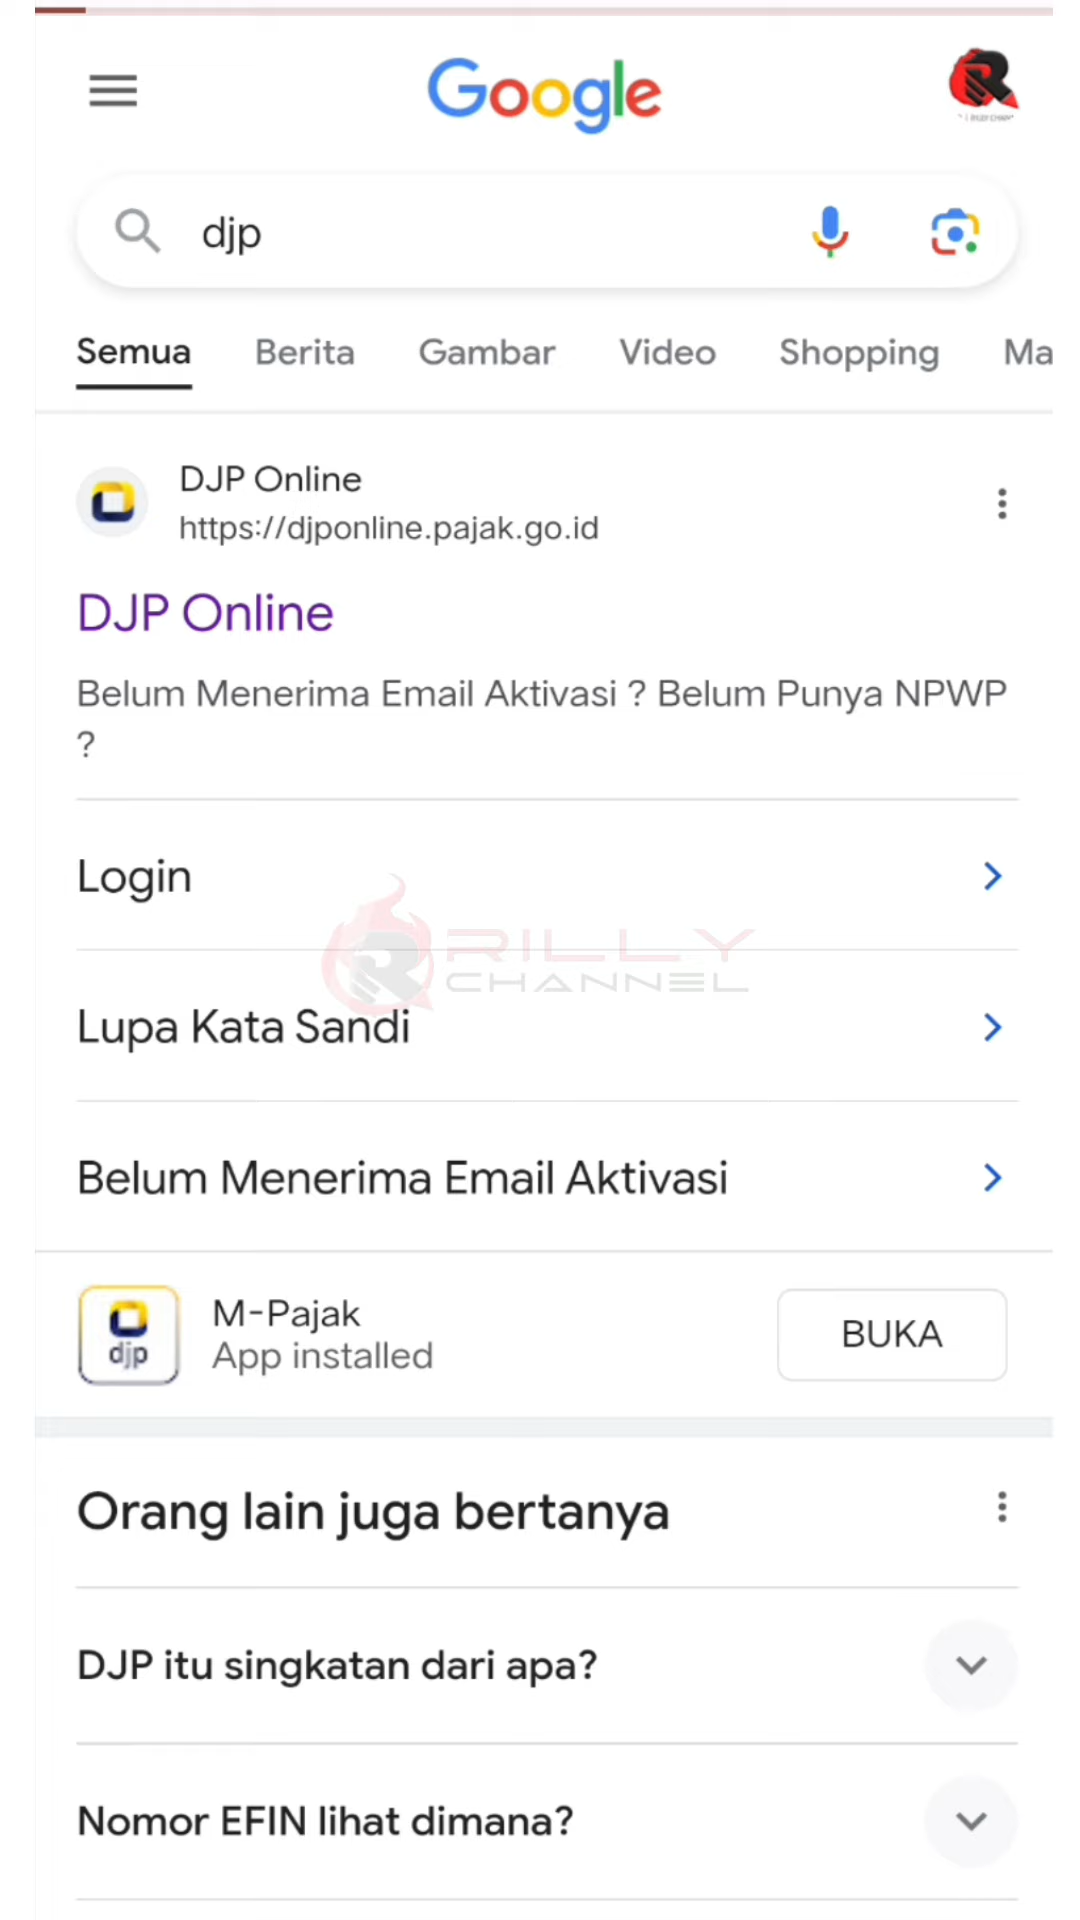 Google
djp
Semua Berita Gambar Video Shopping Ma
DJP Online
https://djponline.pajak.go.id
DJP Online
Belum Menerima Email Aktivasi ? Belum Punya NPWP
?
Login
RILLY
CHANNEL
Lupa Kata Sandi
Belum Menerima Email Aktivasi
djp
M-Pajak
App installed
BUKA
Orang lain juga bertanya
DJP itu singkatan dari apa?
Nomor EFIN lihat dimana?